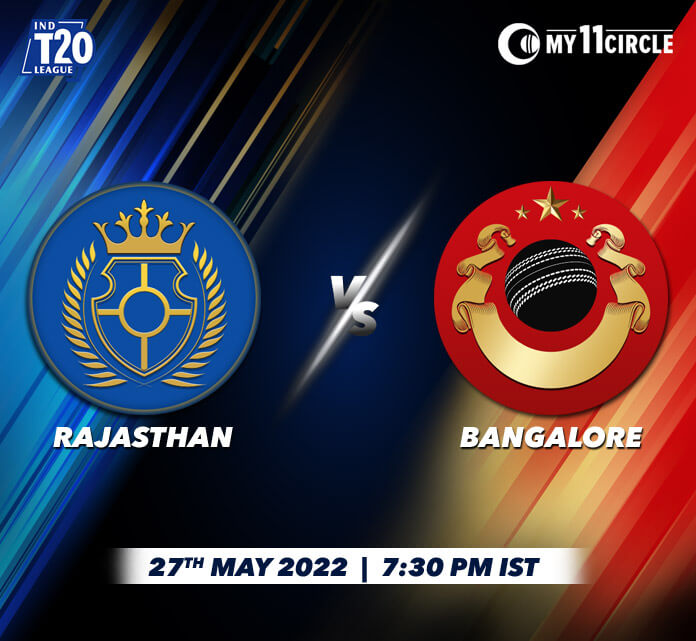 IND
T20
LEAGUE
MY11CIRCLE
VS
RAJASTHAN
BANGALORE
27TH MAY 2022 | 7:30 PM IST